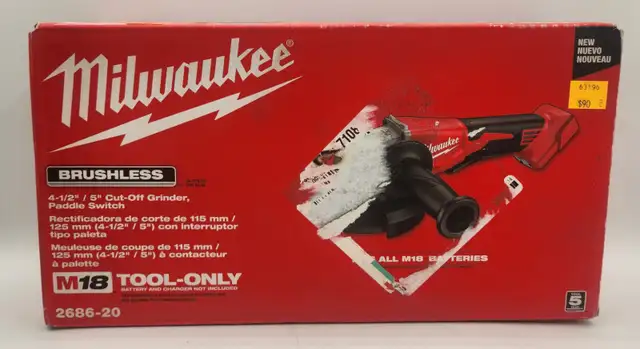 Milwaukee®
NEW
NUEVO
NOUVEAU
63196
$90
BRUSHLESS
4-1/2" / 5" Cut-Off Grinder,
Paddle Switch
Rectificadora de corte de 115 mm /
125 mm (4-1/2" / 5") con interruptor
tipo paleta
Meuleuse de coupe de 115 mm /
125 mm (4-1/2" / 5") à contacteur
à palette
M18 TOOL-ONLY
BATTERY AND CHARGER NOT INCLUDED
2686-20
7106
Milwaukee
ALL M18 BATTERIES
5